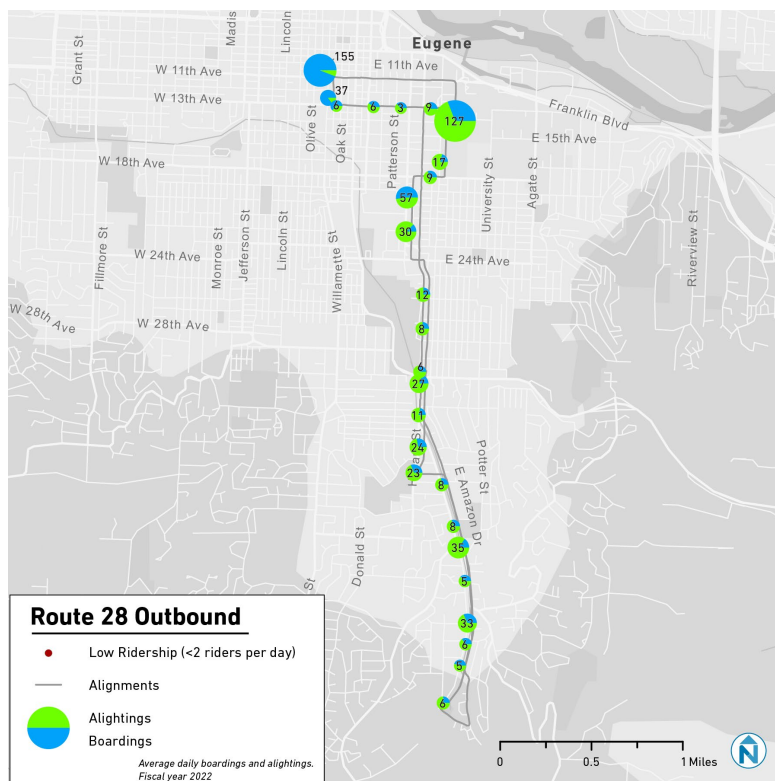 Eugene
Madis
Lincoln
Grant St
155
E 11th Ave
W 11th Ave
W 13th Ave
37
6
6
3
9
127
Franklin Blvd
E 15th Ave
Olive St
Oak St
Patterson St
W 18th Ave
17
9
University St
Agate St
57
30
Fillmore St
W 24th Ave
Monroe St
Jefferson St
Lincoln St
Willamette St
E 24th Ave
Riverview St
12
W 28th Ave
W 28th Ave
8
6
27
11
24
23
8
Potter St
E Amazon Dr
8
35
Donald St
St
5
33
6
5
6
Route 28 Outbound
Low Ridership (<2 riders per day)
Alignments
Alightings
Boardings
Average daily boardings and alightings.
Fiscal year 2022
0 0.5 1 Miles
N